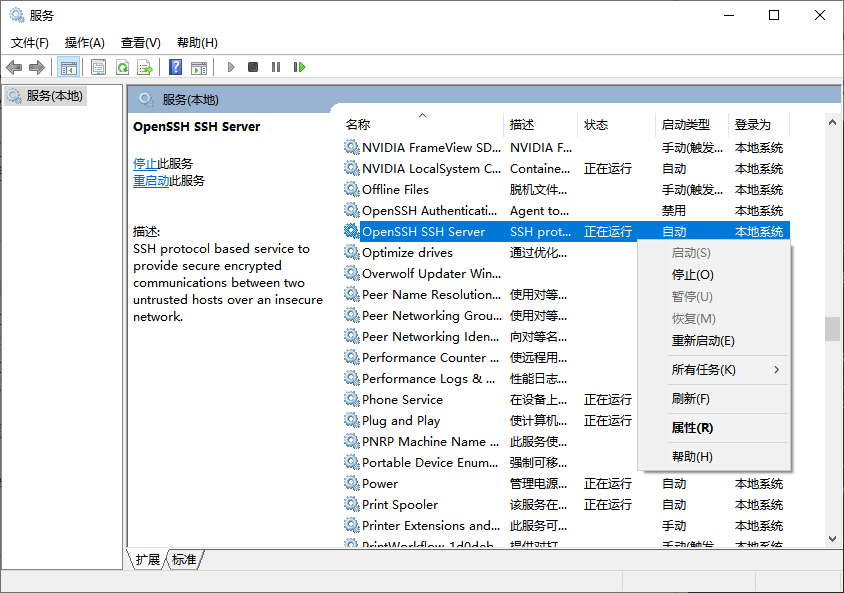 服务
文件(F) 操作(A) 查看(V) 帮助(H)
服务(本地)
服务(本地)
OpenSSH SSH Server
停止此服务
重启动此服务
描述:
SSH protocol based service to
provide secure encrypted
communications between two
untrusted hosts over an insecure
network.
名称 描述 状态 启动类型 登录为
NVIDIA FrameView SD... NVIDIA F... 手动(触发... 本地系统
NVIDIA LocalSystem C... Containe... 正在运行 自动 本地系统
Offline Files 脱机文件... 手动(触发... 本地系统
OpenSSH Authenticati... Agent to... 禁用 本地系统
OpenSSH SSH Server SSH prot... 正在运行 自动 本地系统
Optimize drives 通过优化...
Overwolf Updater Win...
Peer Name Resolution... 使用对等...
Peer Networking Grou... 使用对等...
Peer Networking Iden... 向对等名...
Performance Counter ... 使远程用...
Performance Logs & ... 性能日志...
Phone Service 在设备上... 正在运行
Plug and Play 使计算机... 正在运行
PNRP Machine Name ... 此服务使...
Portable Device Enum... 强制可移...
Power 管理电源... 正在运行 自动 本地系统
Print Spooler 该服务在... 正在运行 自动 本地系统
Printer Extensions and... 此服务可... 手动 本地系统
PrintWorkflow_1d0deb... 提供对打... 手动(触发... 本地系统
启动(S)
停止(O)
暂停(U)
恢复(M)
重新启动(E)
所有任务(K)
刷新(F)
属性(R)
帮助(H)
扩展 标准